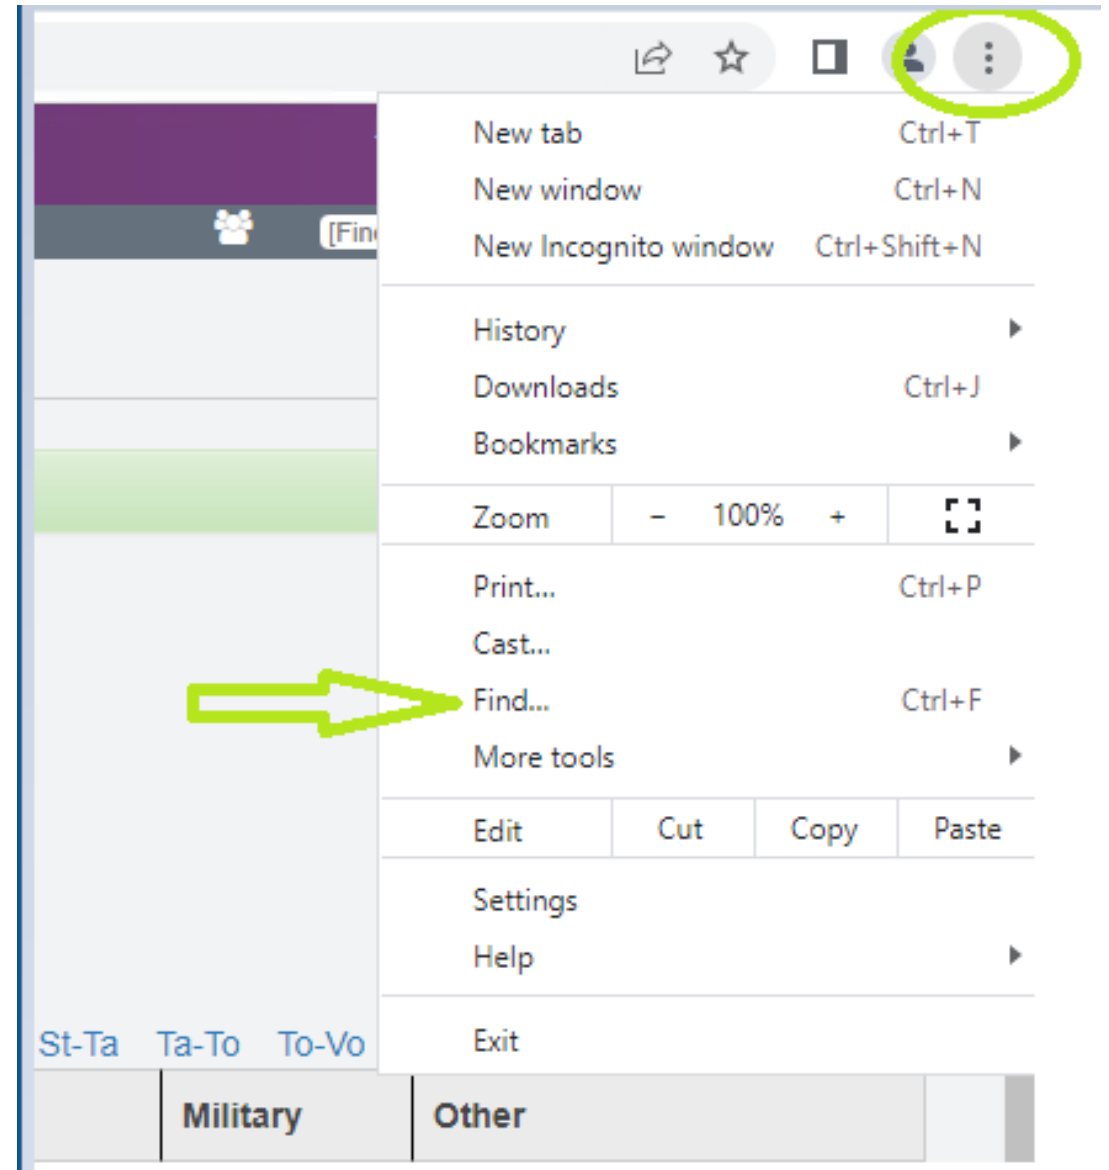 New tab Ctrl+T
New window Ctrl+N
[Fin
New Incognito window Ctrl+Shift+N
History
Downloads Ctrl+J
Bookmarks
Zoom – 100% +
Print... Ctrl+P
Cast...
Find... Ctrl+F
More tools
Edit Cut Copy Paste
Settings
Help
Exit
St-Ta Ta-To To-Vo
Military Other